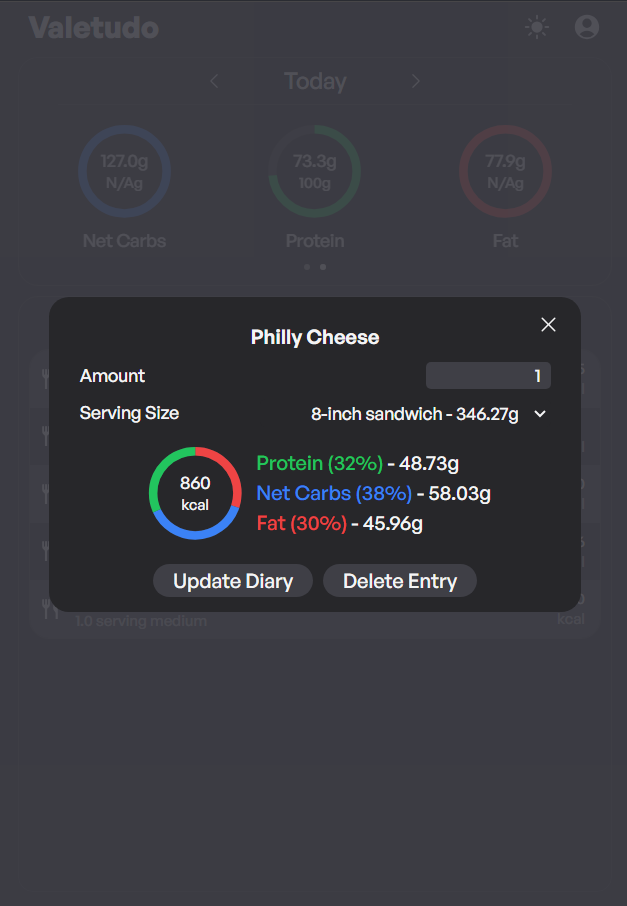 Valetudo
Today
127.0g
N/Ag
Net Carbs
73.3g
100g
Protein
77.9g
N/Ag
Fat
Philly Cheese
Amount
1
Serving Size
8-inch sandwich - 346.27g
860
kcal
Protein (32%) - 48.73g
Net Carbs (38%) - 58.03g
Fat (30%) - 45.96g
Update Diary
Delete Entry
1.0 serving medium
kcal